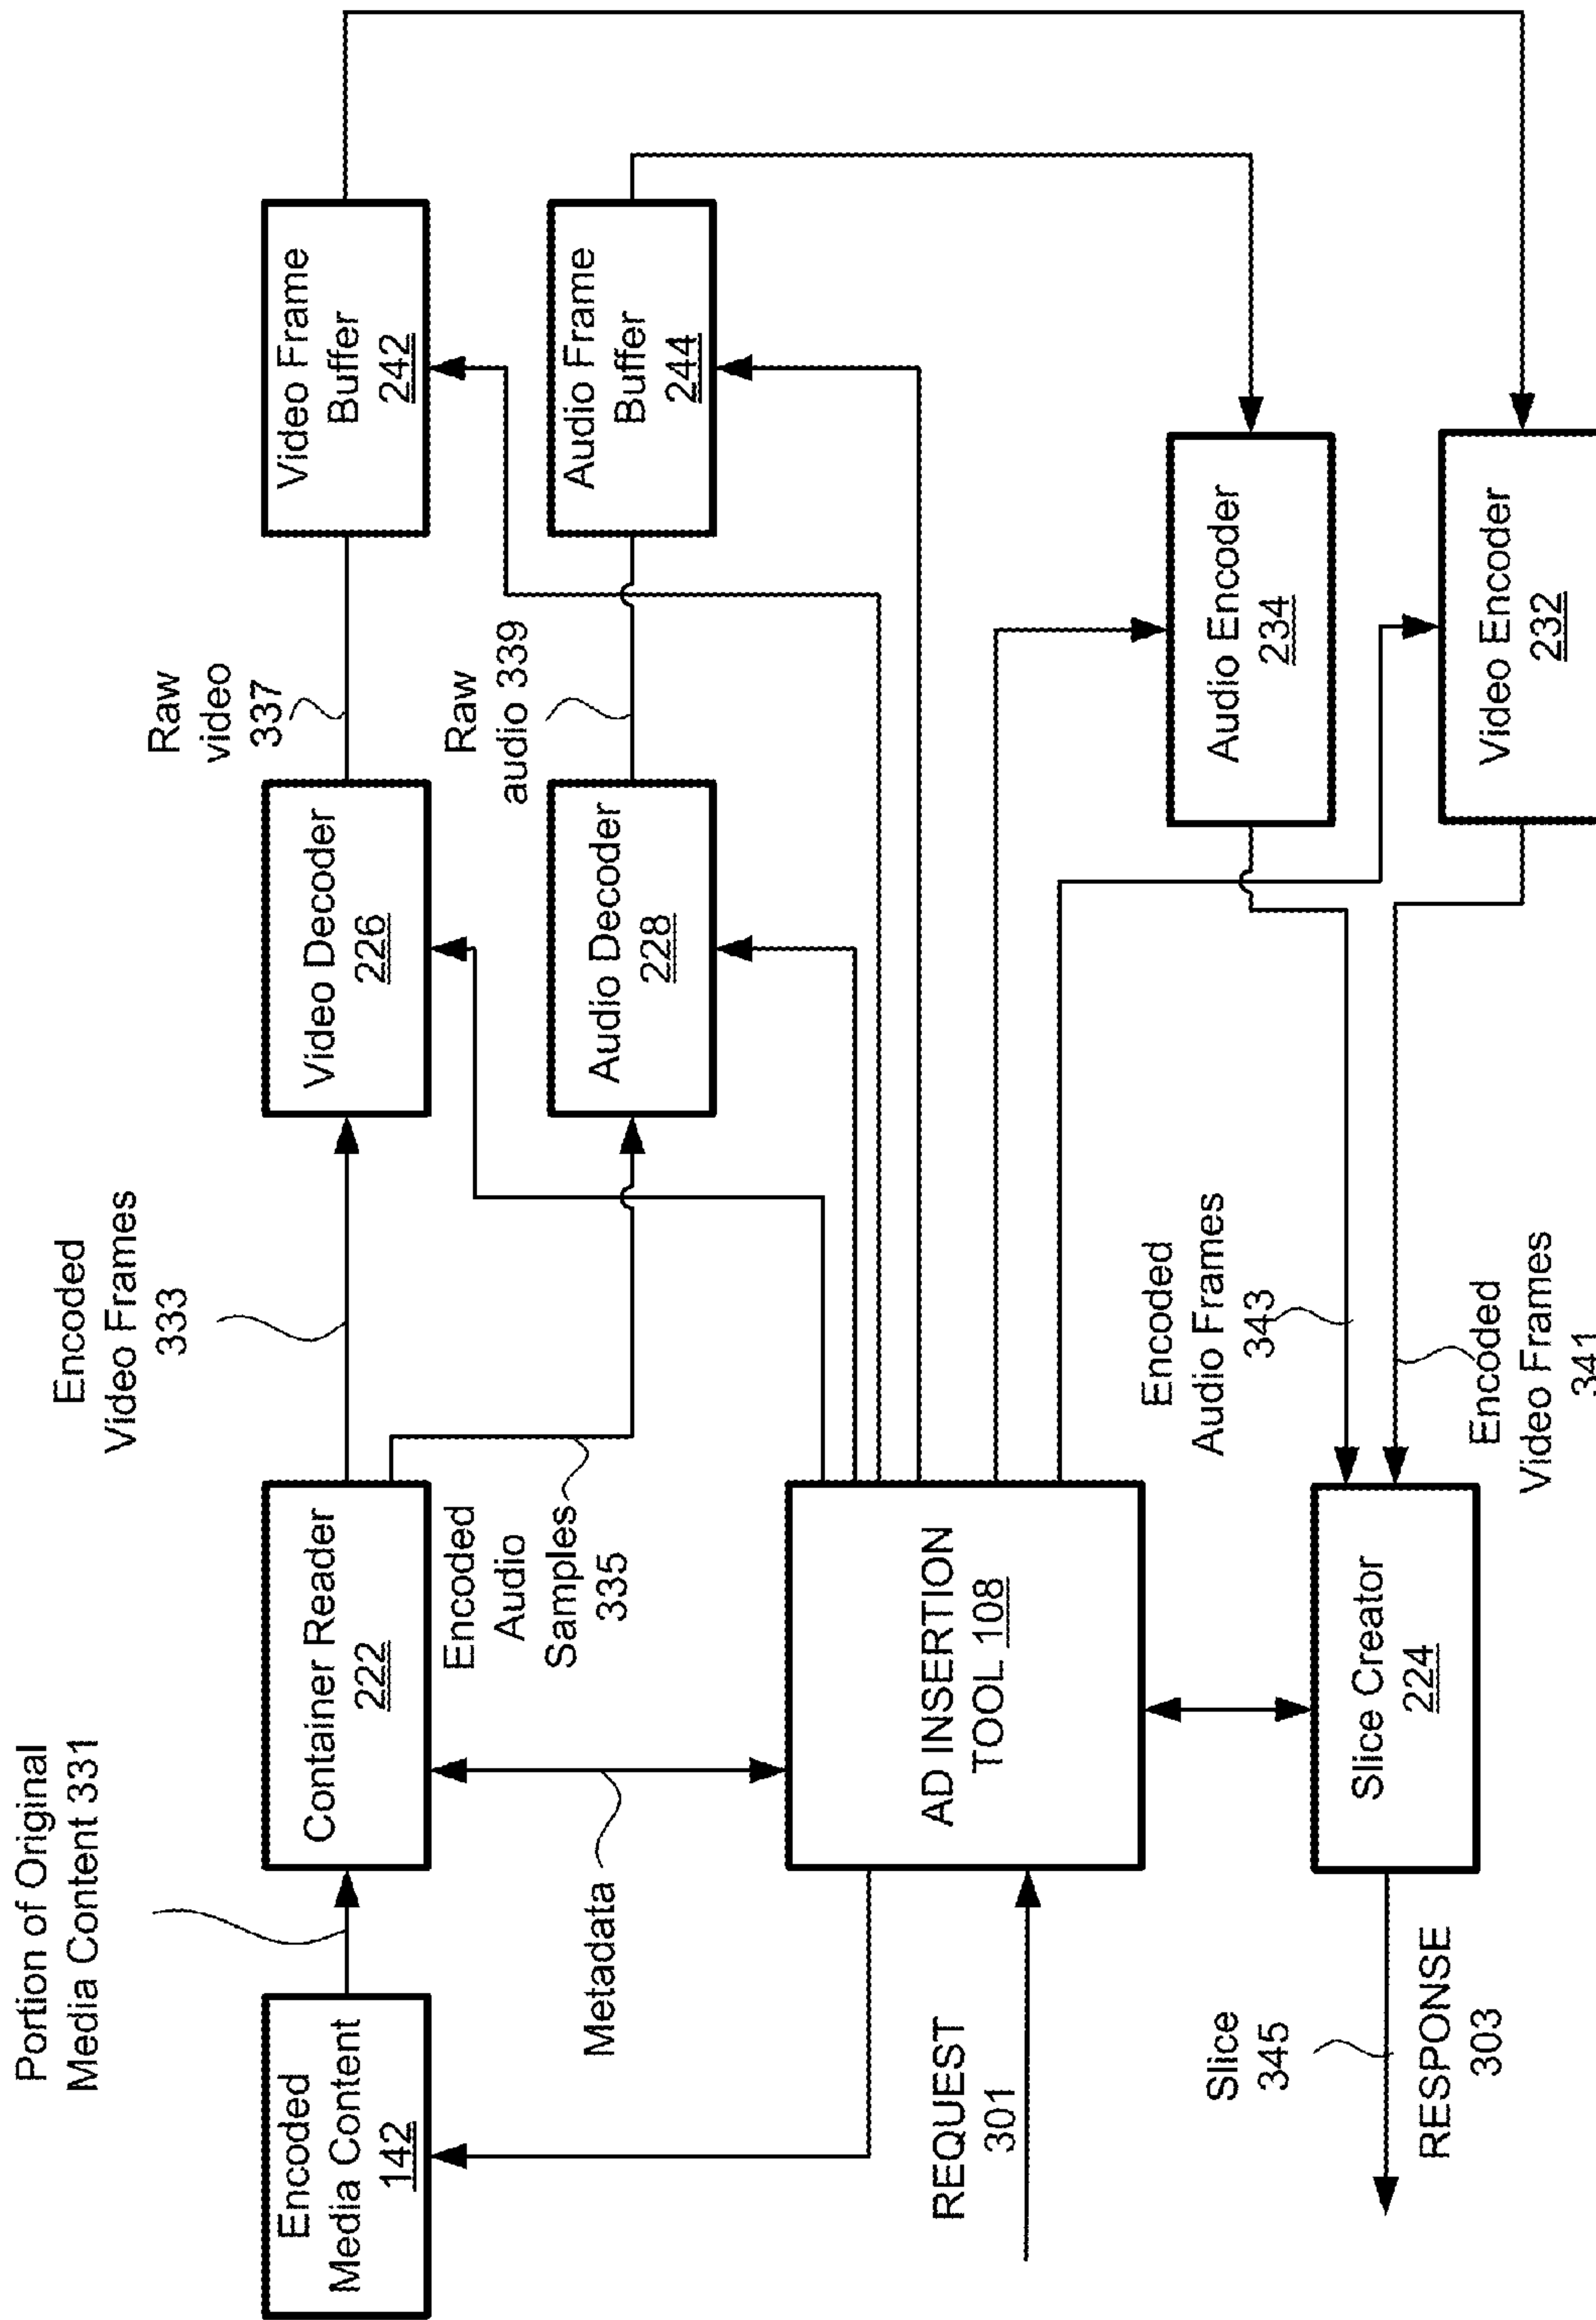 Portion of Original
Media Content 331
Encoded
Video Frames
333
Raw
video
337
Encoded
Media Content
142
Container Reader
222
Video Decoder
226
Video Frame
Buffer
242
Encoded
Audio
Samples
335
Raw
audio 339
Audio Decoder
228
Audio Frame
Buffer
244
Metadata
AD INSERTION
TOOL 108
REQUEST
301
Encoded
Audio Frames
343
Audio Encoder
234
Slice
345
Slice Creator
224
RESPONSE
303
Encoded
Video Frames
341
Video Encoder
232